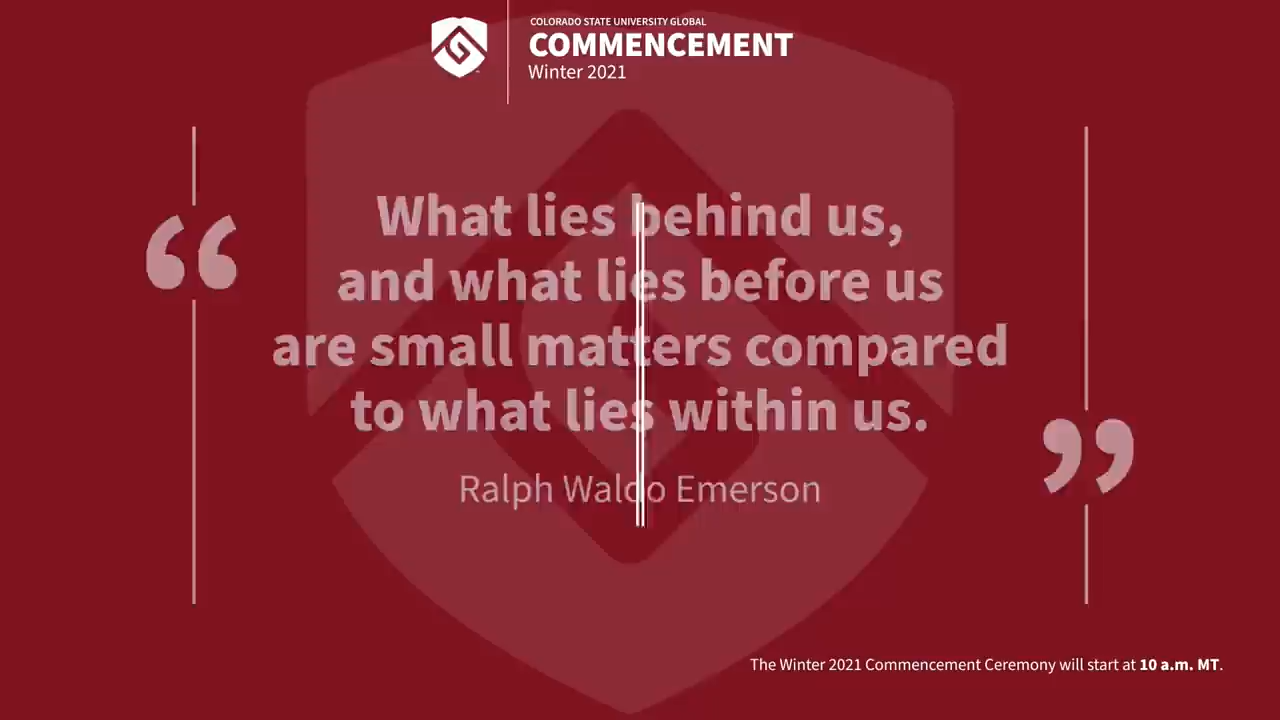 COLORADO STATE UNIVERSITY GLOBAL
COMMENCEMENT
Winter 2021
“
What lies behind us,
and what lies before us
are small matters compared
to what lies within us.
”
Ralph Waldo Emerson
The Winter 2021 Commencement Ceremony will start at 10 a.m. MT.